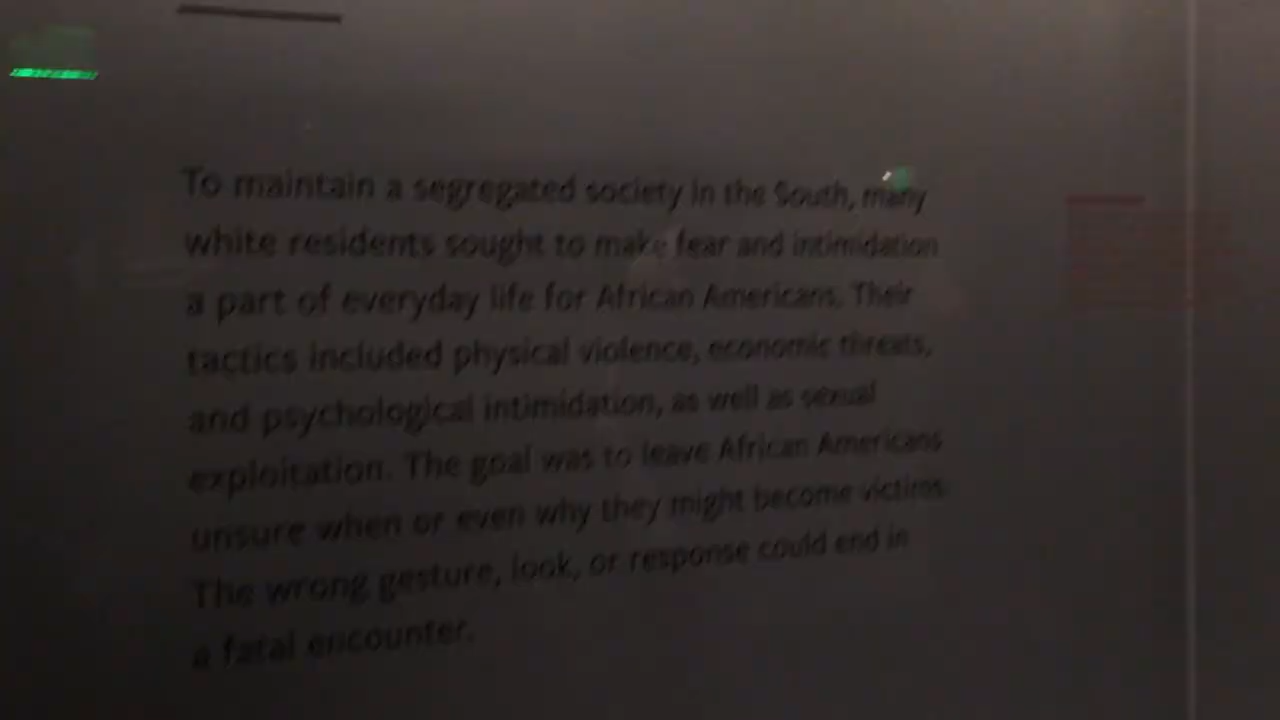 To maintain a segregated society in the South, many
white residents sought to make fear and intimidation
a part of everyday life for African Americans. Their
tactics included physical violence, economic threats,
and psychological intimidation, as well as sexual
exploitation. The goal was to leave African Americans
unsure when or even why they might become victims.
The wrong gesture, look, or response could end in
a fatal encounter.